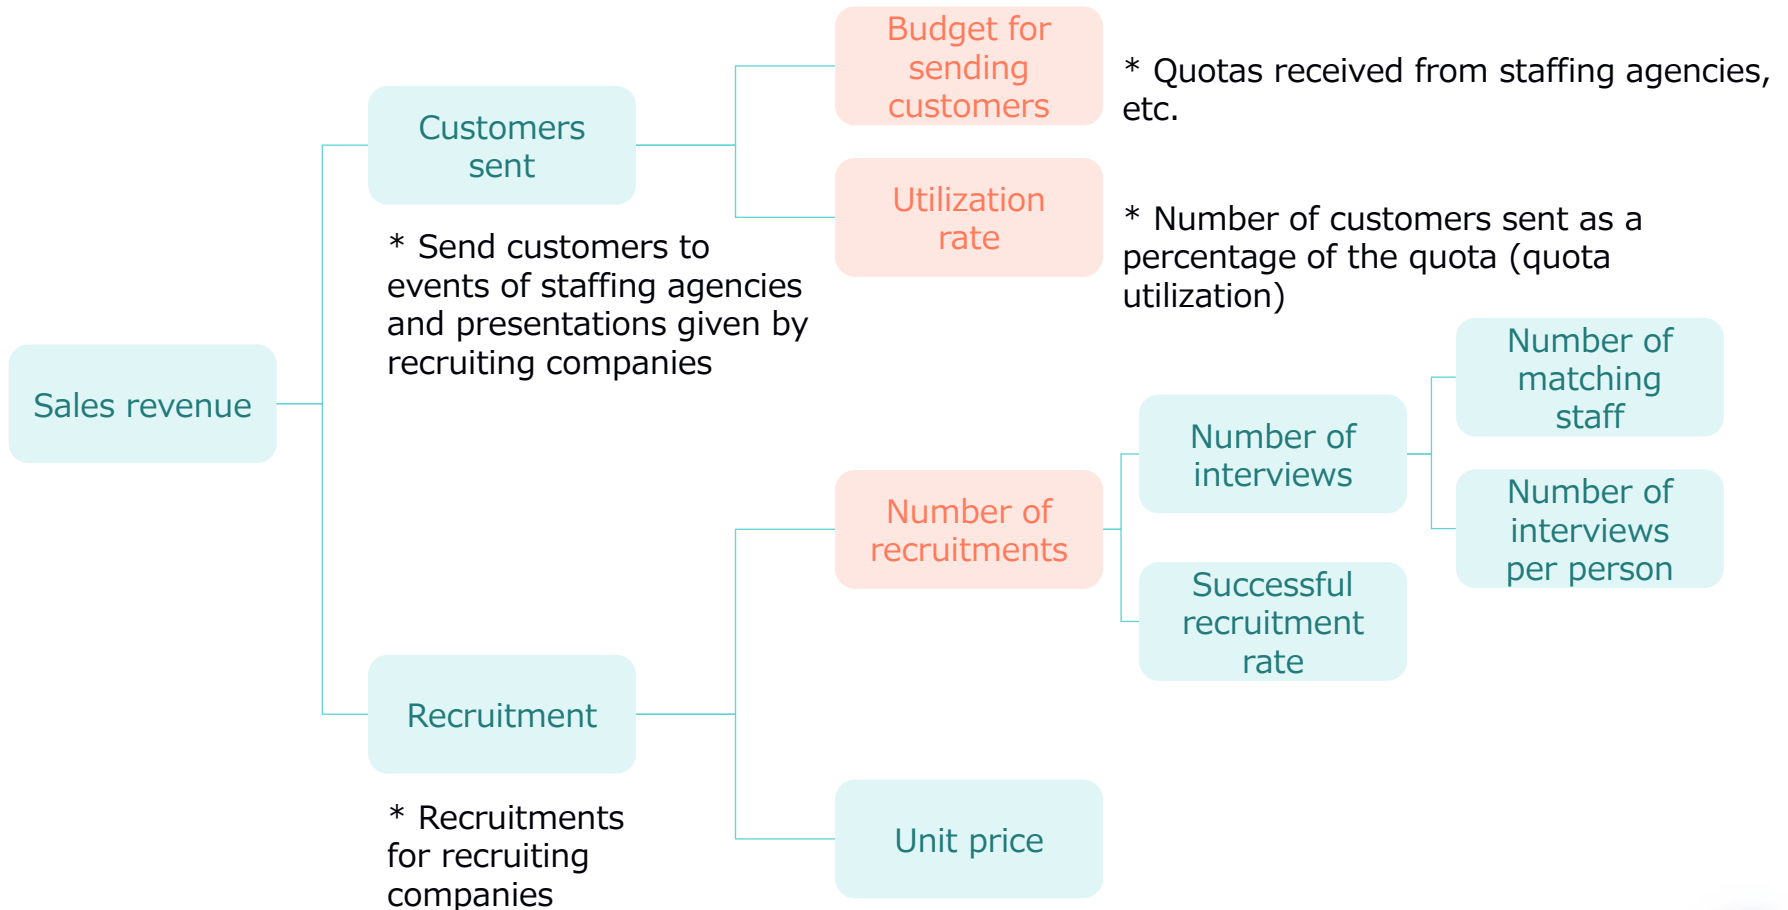 Budget for
sending
customers
* Quotas received from staffing agencies,
etc.
Customers
sent
Utilization
rate
* Number of customers sent as a
percentage of the quota (quota
utilization)
* Send customers to
events of staffing agencies
and presentations given by
recruiting companies
Sales revenue
Number of
matching
staff
Number of
interviews
Number of
interviews
per person
Number of
recruitments
Successful
recruitment
rate
Recruitment
* Recruitments
for recruiting
companies
Unit price